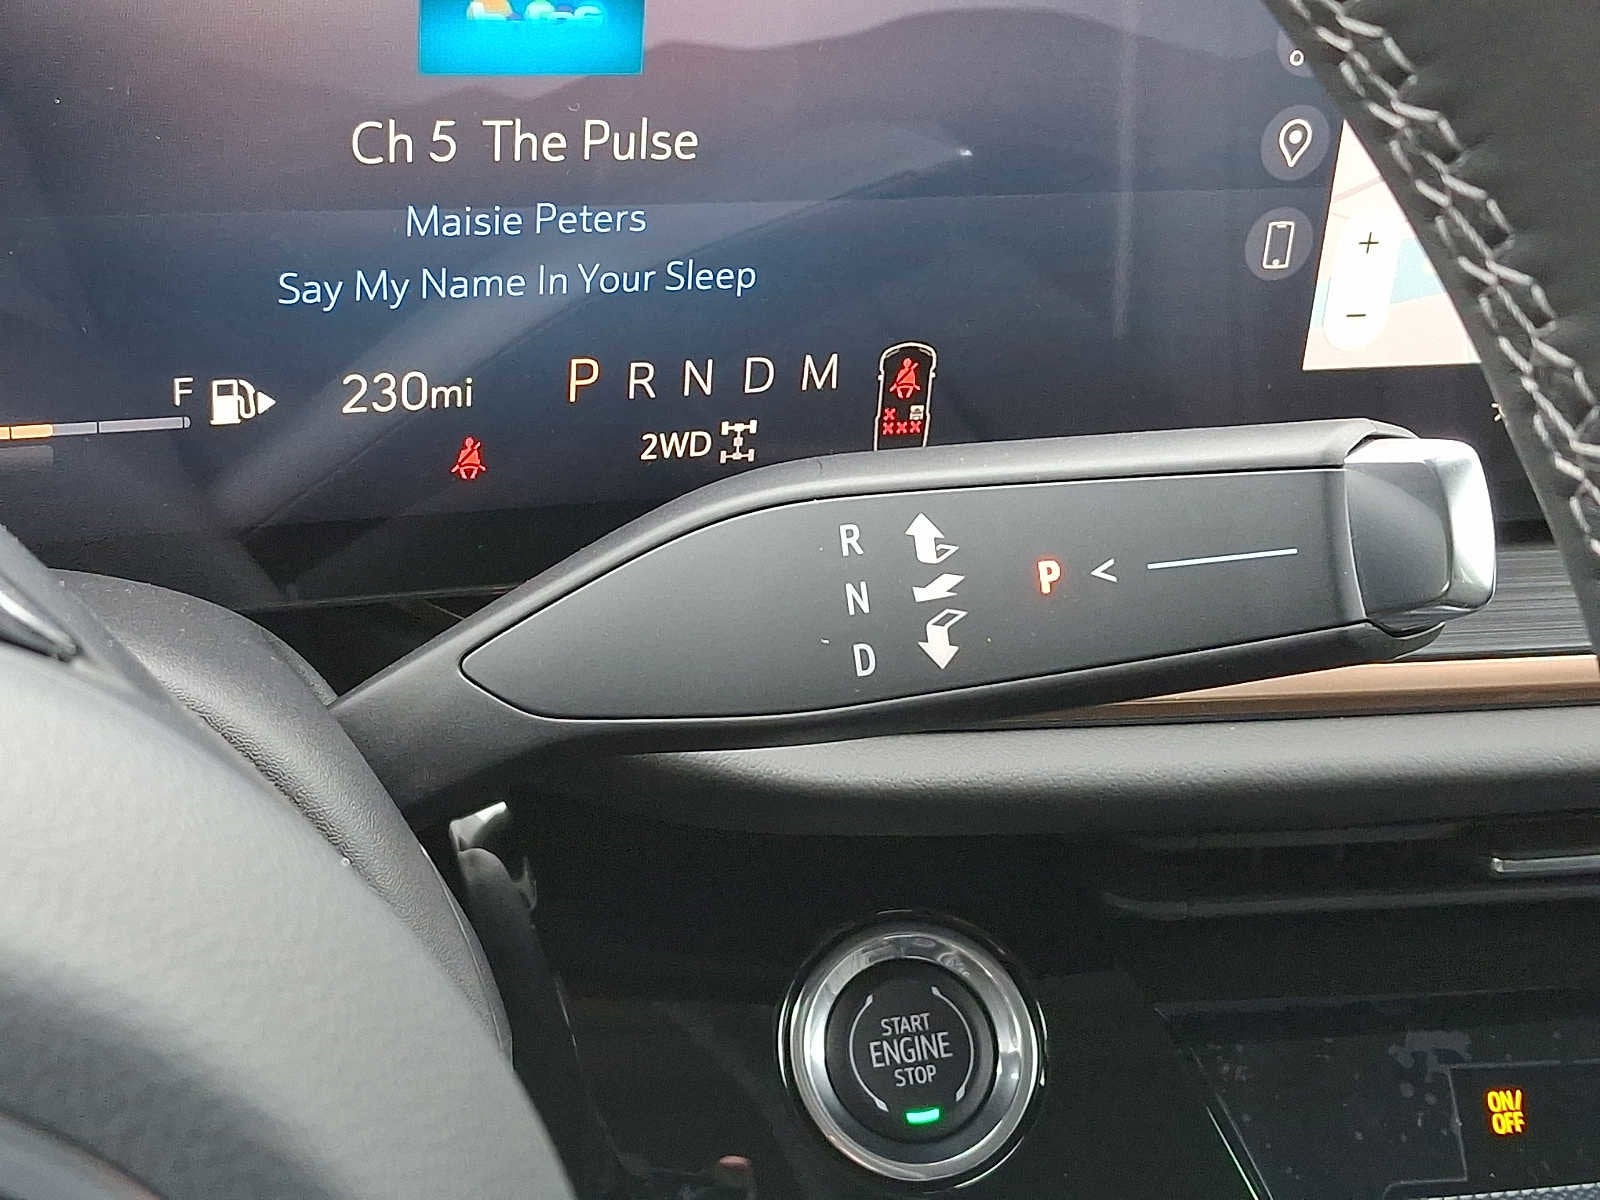 Ch 5 The Pulse
Maisie Peters
Say My Name In Your Sleep
F 230mi P R N D M
2WD
R
N P <
D
START
ENGINE
STOP
ON/
OFF
+
-